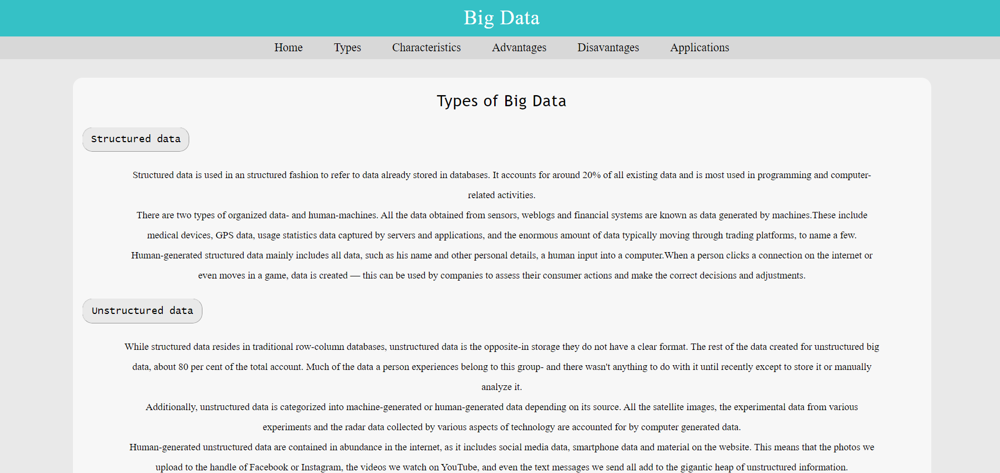 Big Data
Home Types Characteristics Advantages Disavantages Applications
Types of Big Data
Structured data
Structured data is used in an structured fashion to refer to data already stored in databases. It accounts for around 20% of all existing data and is most used in programming and computer-
related activities.
There are two types of organized data- and human-machines. All the data obtained from sensors, weblogs and financial systems are known as data generated by machines.These include
medical devices, GPS data, usage statistics data captured by servers and applications, and the enormous amount of data typically moving through trading platforms, to name a few.
Human-generated structured data mainly includes all data, such as his name and other personal details, a human input into a computer.When a person clicks a connection on the internet or
even moves in a game, data is created — this can be used by companies to assess their consumer actions and make the correct decisions and adjustments.
Unstructured data
While structured data resides in traditional row-column databases, unstructured data is the opposite-in storage they do not have a clear format. The rest of the data created for unstructured big
data, about 80 per cent of the total account. Much of the data a person experiences belong to this group- and there wasn't anything to do with it until recently except to store it or manually
analyze it.
Additionally, unstructured data is categorized into machine-generated or human-generated data depending on its source. All the satellite images, the experimental data from various
experiments and the radar data collected by various aspects of technology are accounted for by computer generated data.
Human-generated unstructured data are contained in abundance in the internet, as it includes social media data, smartphone data and material on the website. This means that the photos we
upload to the handle of Facebook or Instagram, the videos we watch on YouTube, and even the text messages we send all add to the gigantic heap of unstructured information.